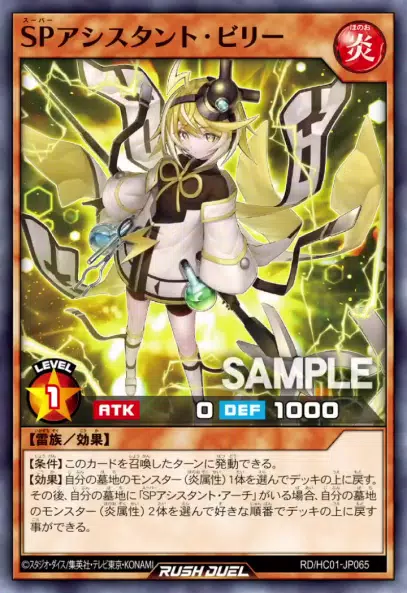 スーパー
SPアシスタント・ビリー
ほのお
炎
SAMPLE
LEVEL
1
ATK 0 DEF 1000
【雷族／効果】
【条件】このカードを召喚したターンに発動できる。
【効果】自分の墓地のモンスター（炎属性）1体を選んでデッキの上に戻す。
その後、自分の墓地に「SPアシスタント・アーチ」がいる場合、自分の墓地
のモンスター（炎属性）2体を選んで好きな順番でデッキの上に戻す
事ができる。
©スタジオ・ダイス/集英社・テレビ東京・KONAMI
RUSH DUEL
RD/HC01-JP065